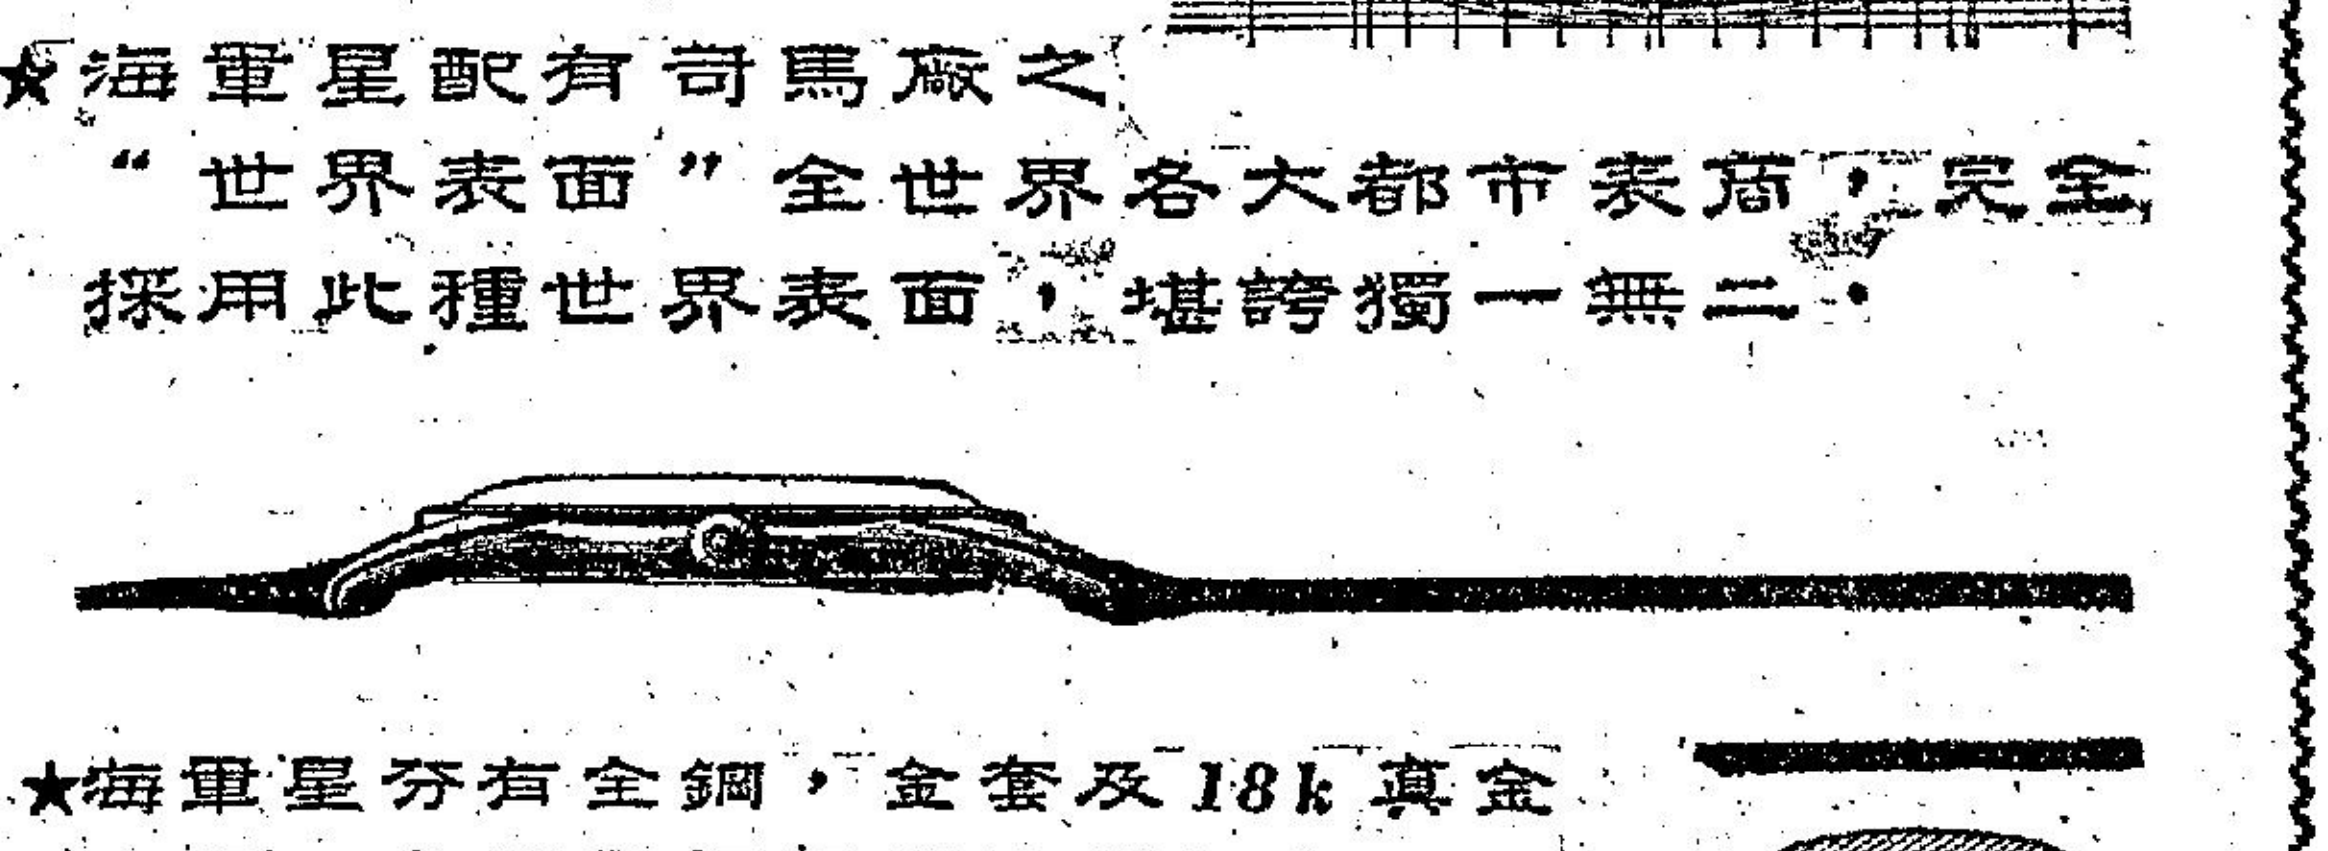 ★海軍星配有哥馬廠之
“世界表面”全世界各大都市表商，完全
採用此種世界表面，堪誇獨一無二．
★海軍星分有全鋼，金套及18k真金